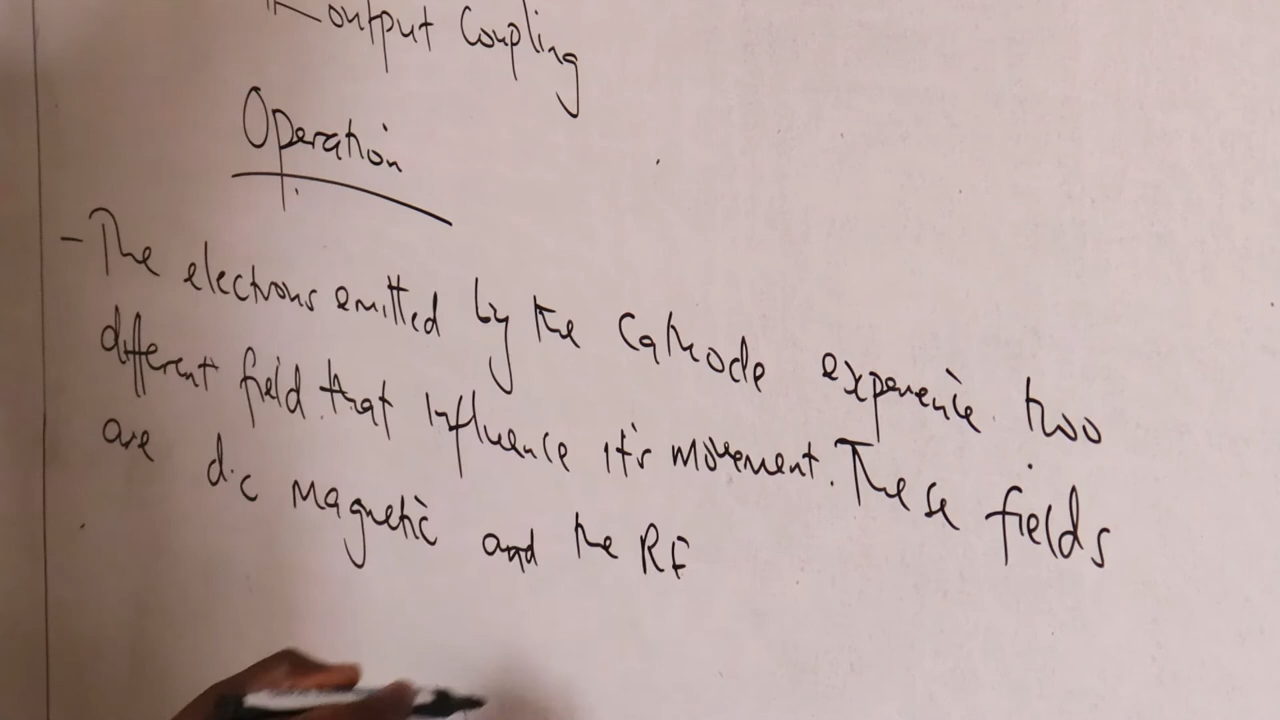 output Coupling
Operation
- The electrons emitted by the Cathode experience two
different field that influence it's movement. These fields
are d.c magnetic and the RF